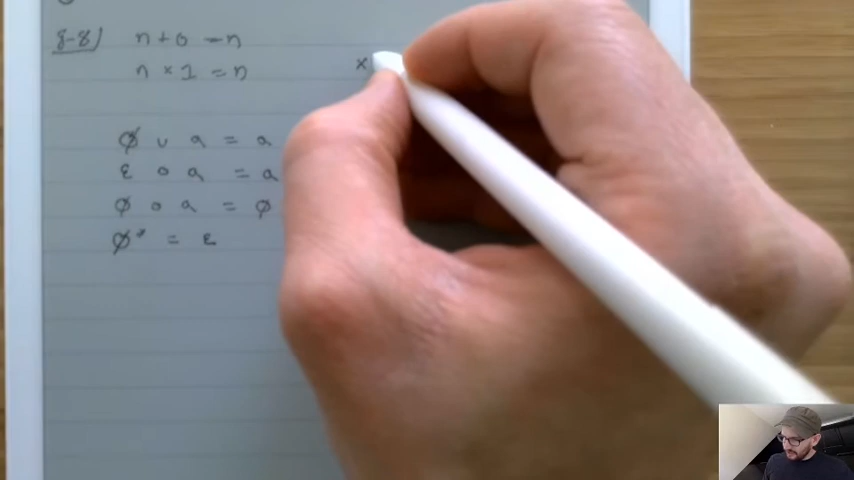 8-8) n + 0 = n
n × 1 = n ×
∅ ∪ a = a
ε ∘ a = a
∅ ∘ a = ∅
∅* = ε